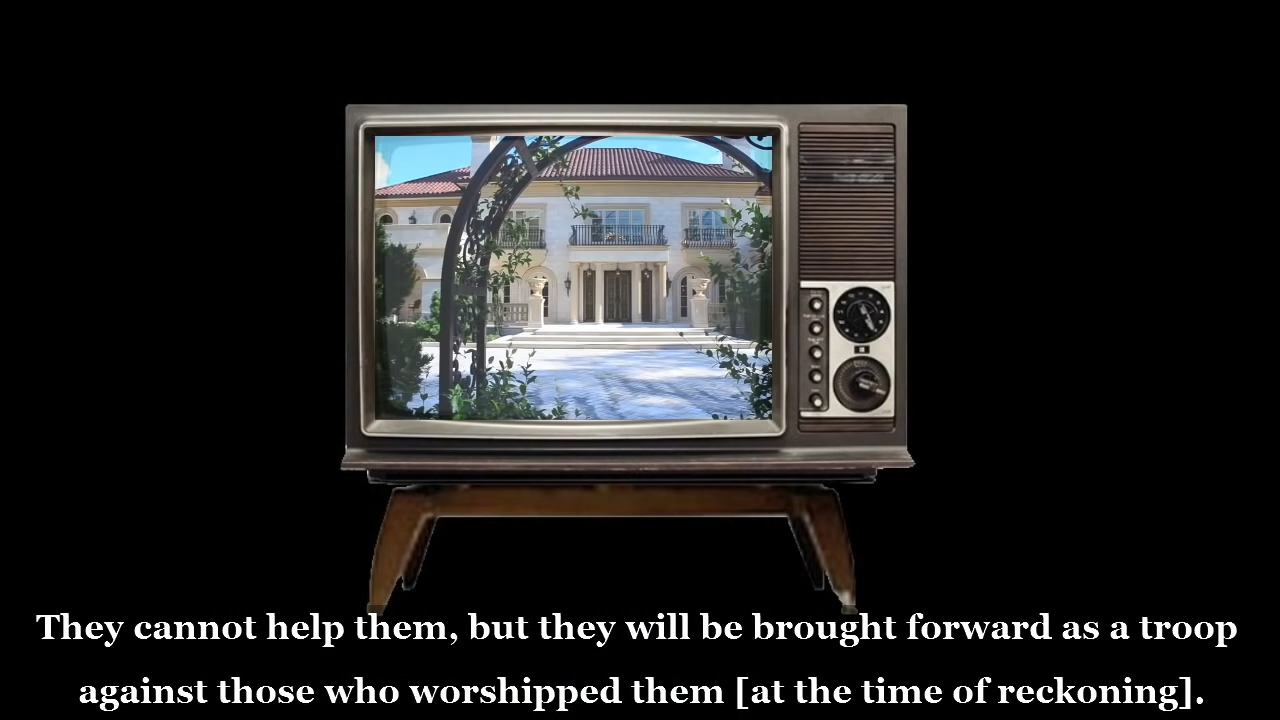 They cannot help them, but they will be brought forward as a troop
against those who worshipped them [at the time of reckoning].